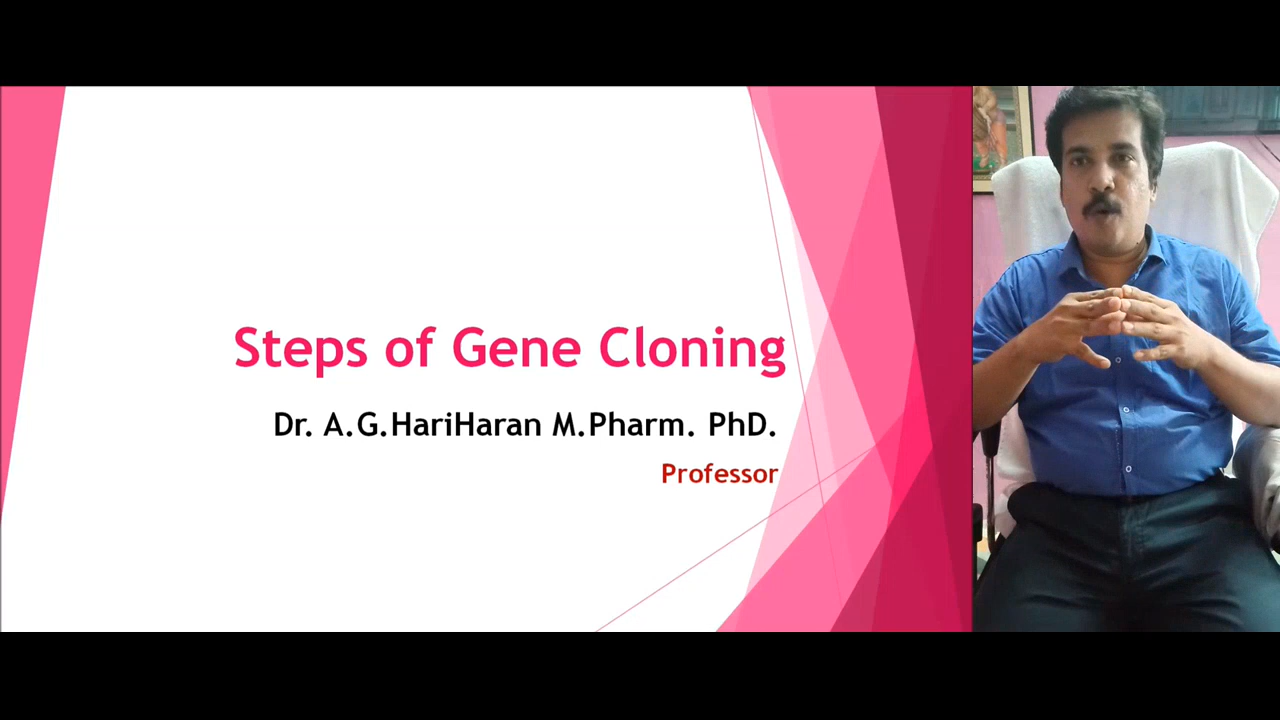 Steps of Gene Cloning
Dr. A.G.HariHaran M.Pharm. PhD.
Professor